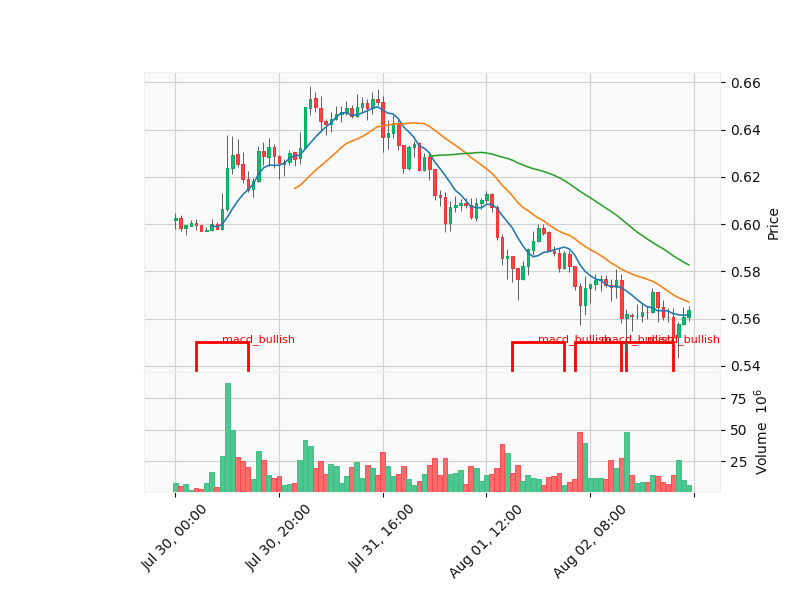 0.66
0.64
0.62
0.60
0.58
0.56
0.54
Price
macd_bullish
macd_bullish
macd_bullish
macd_bullish
75
50
25
Volume 10^6
Jul 30, 00:00
Jul 30, 20:00
Jul 31, 16:00
Aug 01, 12:00
Aug 02, 08:00